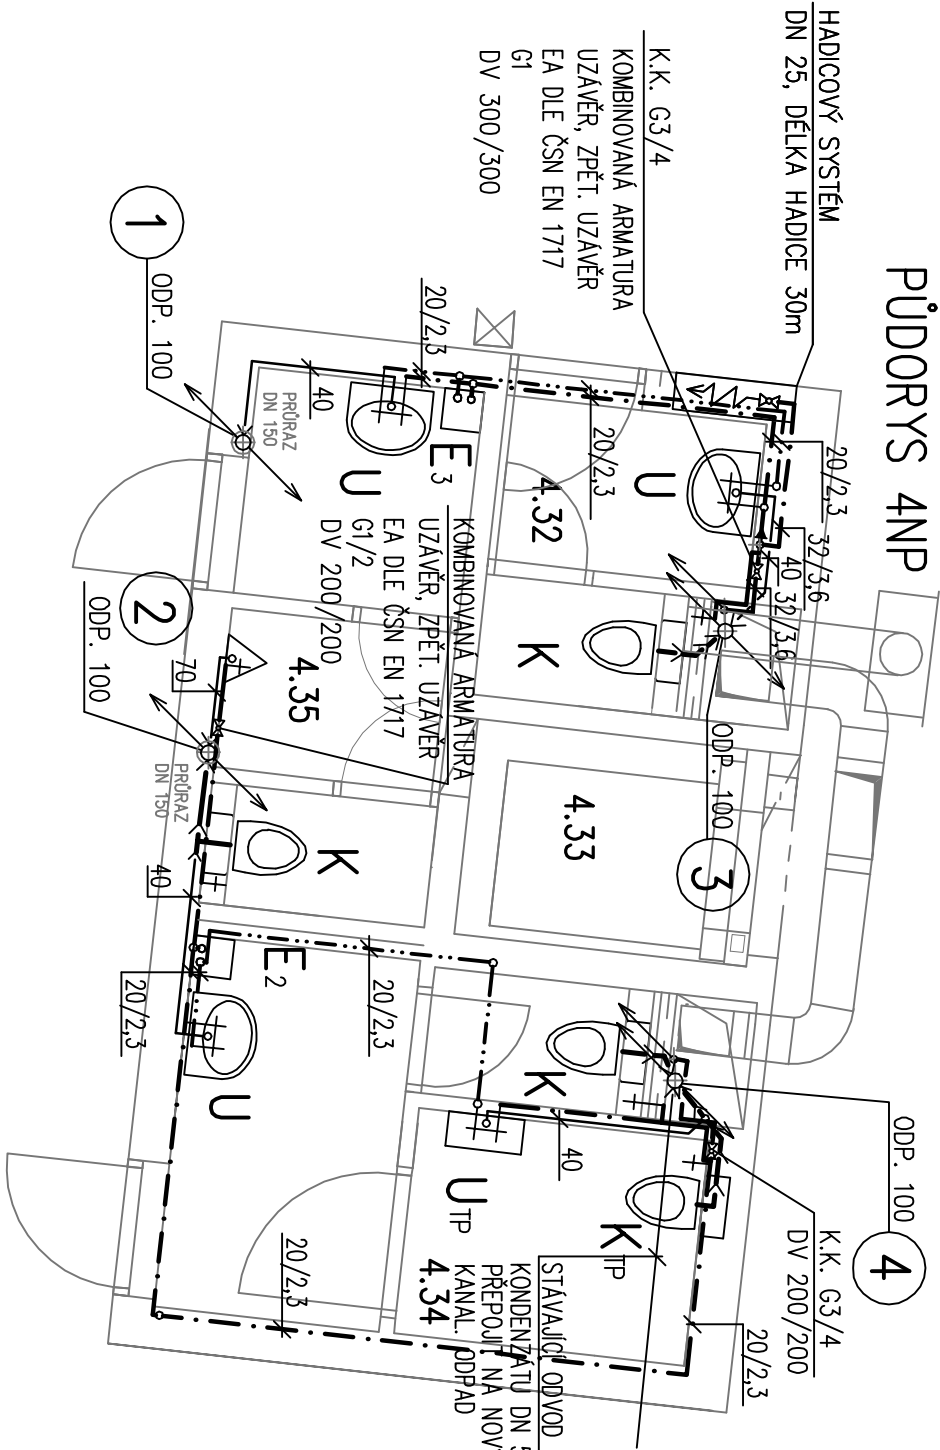 PŮDORYS 4NP
HADICOVÝ SYSTÉM
DN 25, DÉLKA HADICE 30m
K.K. G3/4
KOMBINOVANÁ ARMATURA
UZÁVĚR, ZPĚT. UZÁVĚR
EA DLE ČSN EN 1717
G1
DV 300/300
1
ODP. 100
20/2,3
40
PRŮRAZ
DN 150
U
E3
20/2,3
4.32
U
20/2,3
32/3,6
40
32/3,6
KOMBINOVANÁ ARMATURA
UZÁVĚR, ZPĚT. UZÁVĚR
EA DLE ČSN EN 1717
G1/2
DV 200/200
2
ODP. 100
70
4.35
K
PRŮRAZ
DN 150
K
ODP. 100
3
4.33
40
E2
20/2,3
20/2,3
U
K
40
UTP
KTP
ODP. 100
4
K.K. G3/4
DV 200/200
20/2,3
20/2,3
4.34
STÁVAJÍCÍ ODVOD
KONDENZÁTU DN
PŘEPOJIT NA
KANAL. ODPAD